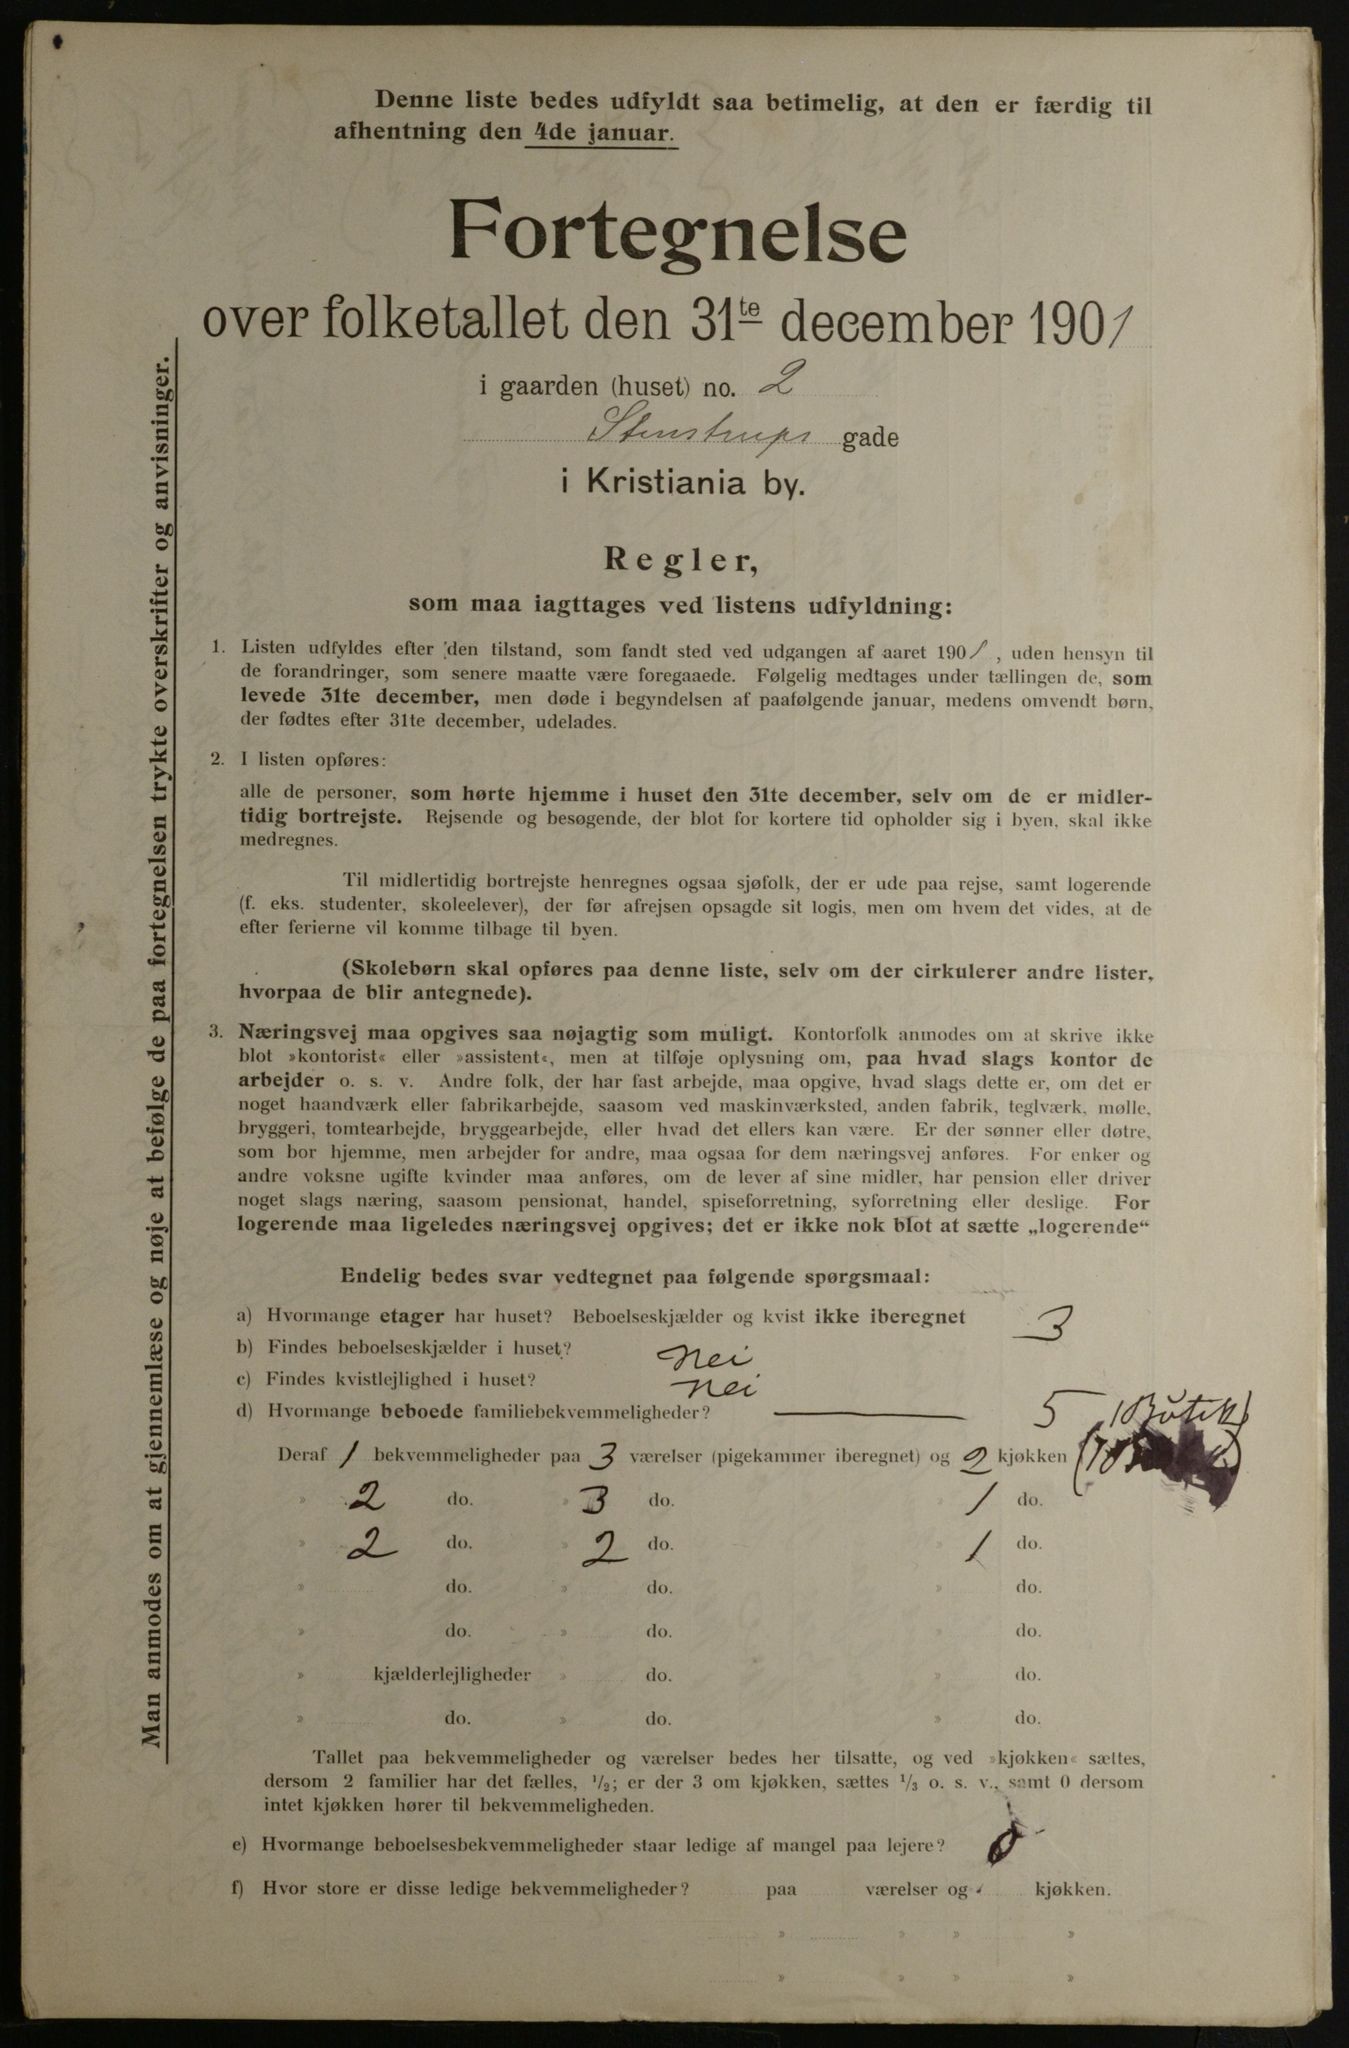 Denne liste bedes udfyldt saa betimelig, at den er færdig til
afhentning den 4de januar.
Fortegnelse
over folketallet den 31te december 1901
i gaarden (huset) no. 2
Stenstrups gade
i Kristiania by.
Regler,
som maa iagttages ved listens udfyldning:
1. Listen udfyldes efter den tilstand, som fandt sted ved udgangen af aaret 1901, uden hensyn til
de forandringer, som senere maatte være foregaaede. Følgelig medtages under tællingen de, som
levede 31te december, men døde i begyndelsen af paafølgende januar, medens omvendt børn,
der fødtes efter 31te december, udelades.
2. I listen opføres:
alle de personer, som hørte hjemme i huset den 31te december, selv om de er midler-
tidig bortrejste. Rejsende og besøgende, der blot for kortere tid opholder sig i byen, skal ikke
medregnes.
Til midlertidig bortrejste henregnes ogsaa sjøfolk, der er ude paa rejse, samt logerende
(f. eks. studenter, skoleelever), der før afrejsen opsagde sit logis, men om hvem det vides, at de
efter ferierne vil komme tilbage til byen.
(Skolebørn skal opføres paa denne liste, selv om der cirkulerer andre lister,
hvorpaa de blir antegnede).
3. Næringsvej maa opgives saa nøjagtig som muligt. Kontorfolk anmodes om at skrive ikke
blot »kontorist« eller »assistent«, men at tilføje oplysning om, paa hvad slags kontor de
arbejder o. s. v. Andre folk, der har fast arbejde, maa opgive, hvad slags dette er, om det er
noget haandværk eller fabrikarbejde, saasom ved maskinværksted, anden fabrik, teglværk, mølle,
bryggeri, tomtearbejde, bryggearbejde, eller hvad det ellers kan være. Er der sønner eller døtre,
som bor hjemme, men arbejder for andre, maa ogsaa for dem næringsvej anføres. For enker og
andre voksne ugifte kvinder maa anføres, om de lever af sine midler, har pension eller driver
noget slags næring, saasom pensionat, handel, spiseforretning, syforretning eller deslige. For
logerende maa ligeledes næringsvej opgives; det er ikke nok blot at sætte „logerende“
Endelig bedes svar vedtegnet paa følgende spørgsmaal:
a) Hvormange etager har huset? Beboelseskjælder og kvist ikke iberegnet 3
b) Findes beboelseskjælder i huset? Nei
c) Findes kvistlejlighed i huset? Nei
d) Hvormange beboede familiebekvemmeligheder? 5 1 Butik)
Deraf 1 bekvemmeligheder paa 3 værelser (pigekammer iberegnet) og 2 kjøkken
» 2 do. » 3 do. » 1 do.
» 2 do. » 2 do. » 1 do.
» do. » do. » do.
» do. » do. » do.
» kjælderlejligheder » do. » do.
» do. » do. » do.
Tallet paa bekvemmeligheder og værelser bedes her tilsatte, og ved »kjøkken« sættes,
dersom 2 familier har det fælles, 1/2; er der 3 om kjøkken, sættes 1/3 o. s. v., samt 0 dersom
intet kjøkken hører til bekvemmeligheden.
e) Hvormange beboelsesbekvemmeligheder staar ledige af mangel paa lejere? 0
f) Hvor store er disse ledige bekvemmeligheder? paa værelser og kjøkken.
» » » »
» » » »
Man anmodes om at gjennemlæse og nøje at befølge de paa fortegnelsen trykte overskrifter og anvisninger.